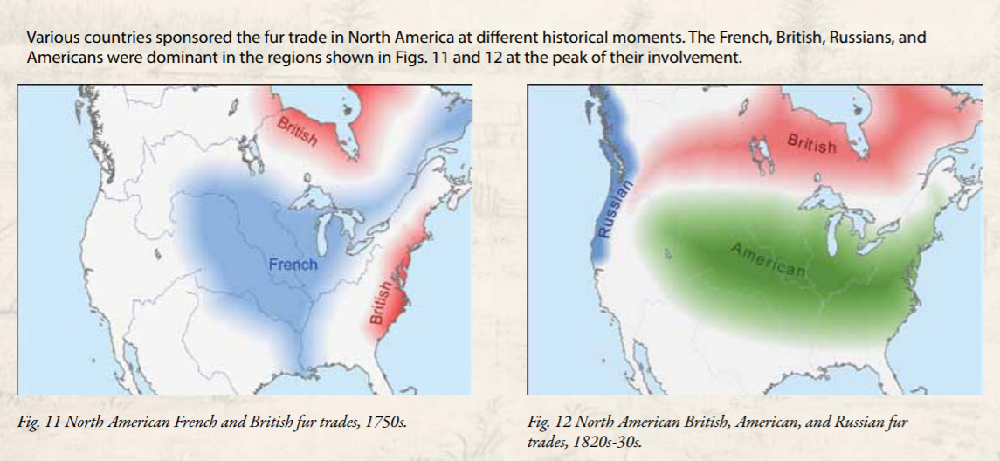 Various countries sponsored the fur trade in North America at different historical moments. The French, British, Russians, and
Americans were dominant in the regions shown in Figs. 11 and 12 at the peak of their involvement.
British
French
British
Fig. 11 North American French and British fur trades, 1750s.
British
Russian
American
Fig. 12 North American British, American, and Russian fur
trades, 1820s-30s.